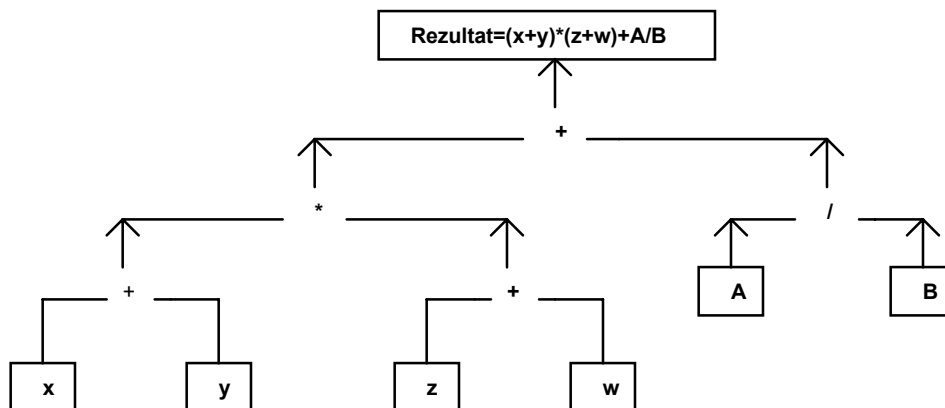 Rezultat=(x+y)*(z+w)+A/B
+
* /
+ + A B
x y z w